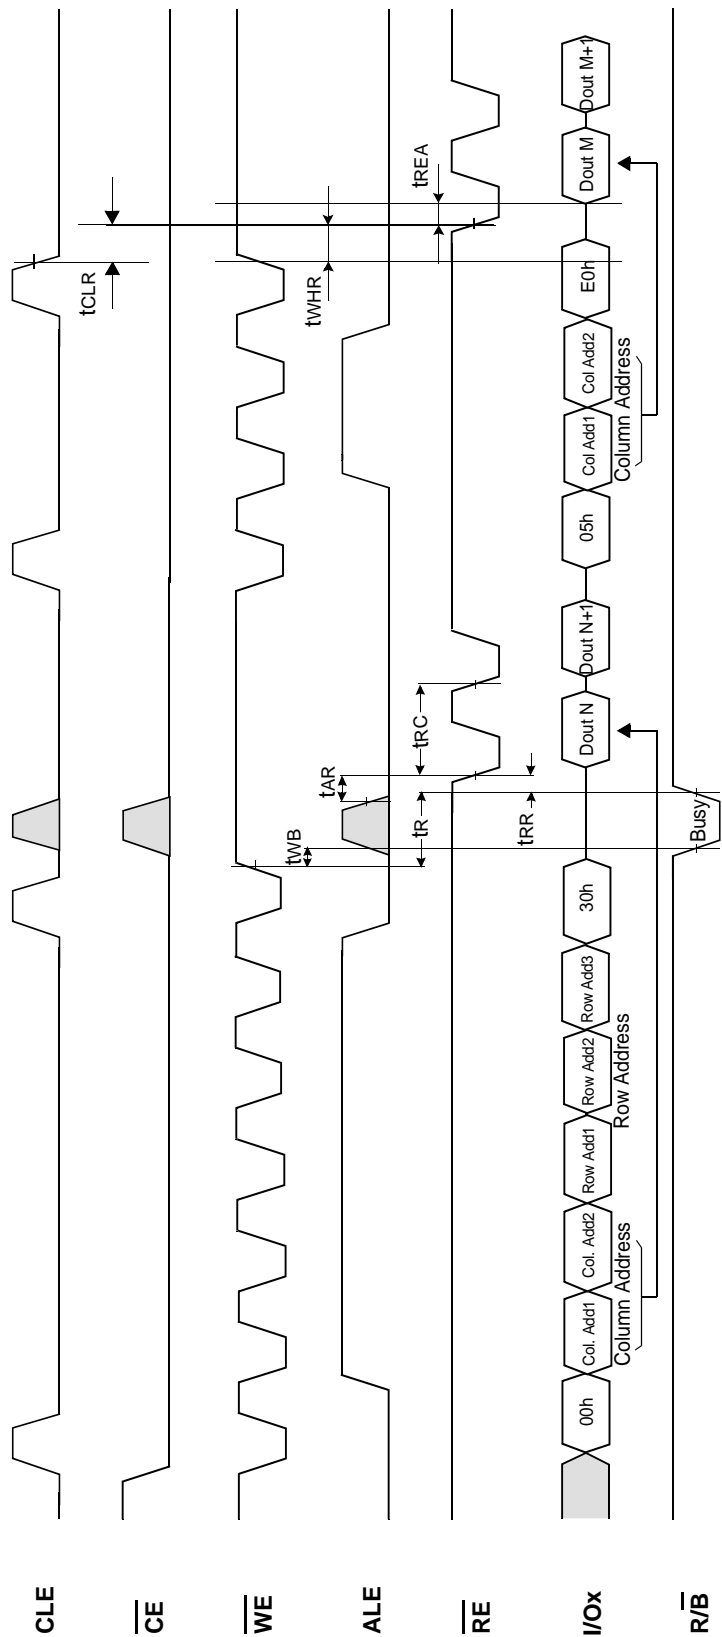 CLE
tCLR
CE
WE
tWB
tWHR
ALE
tAR
tR
tRC
tREA
RE
tRR
I/Ox
00h
Col. Add1
Col. Add2
Row Add1
Row Add2
Row Add3
30h
Dout N
Dout N+1
05h
Col Add1
Col Add2
E0h
Dout M
Dout M+1
Column Address
Row Address
Column Address
R/B
Busy